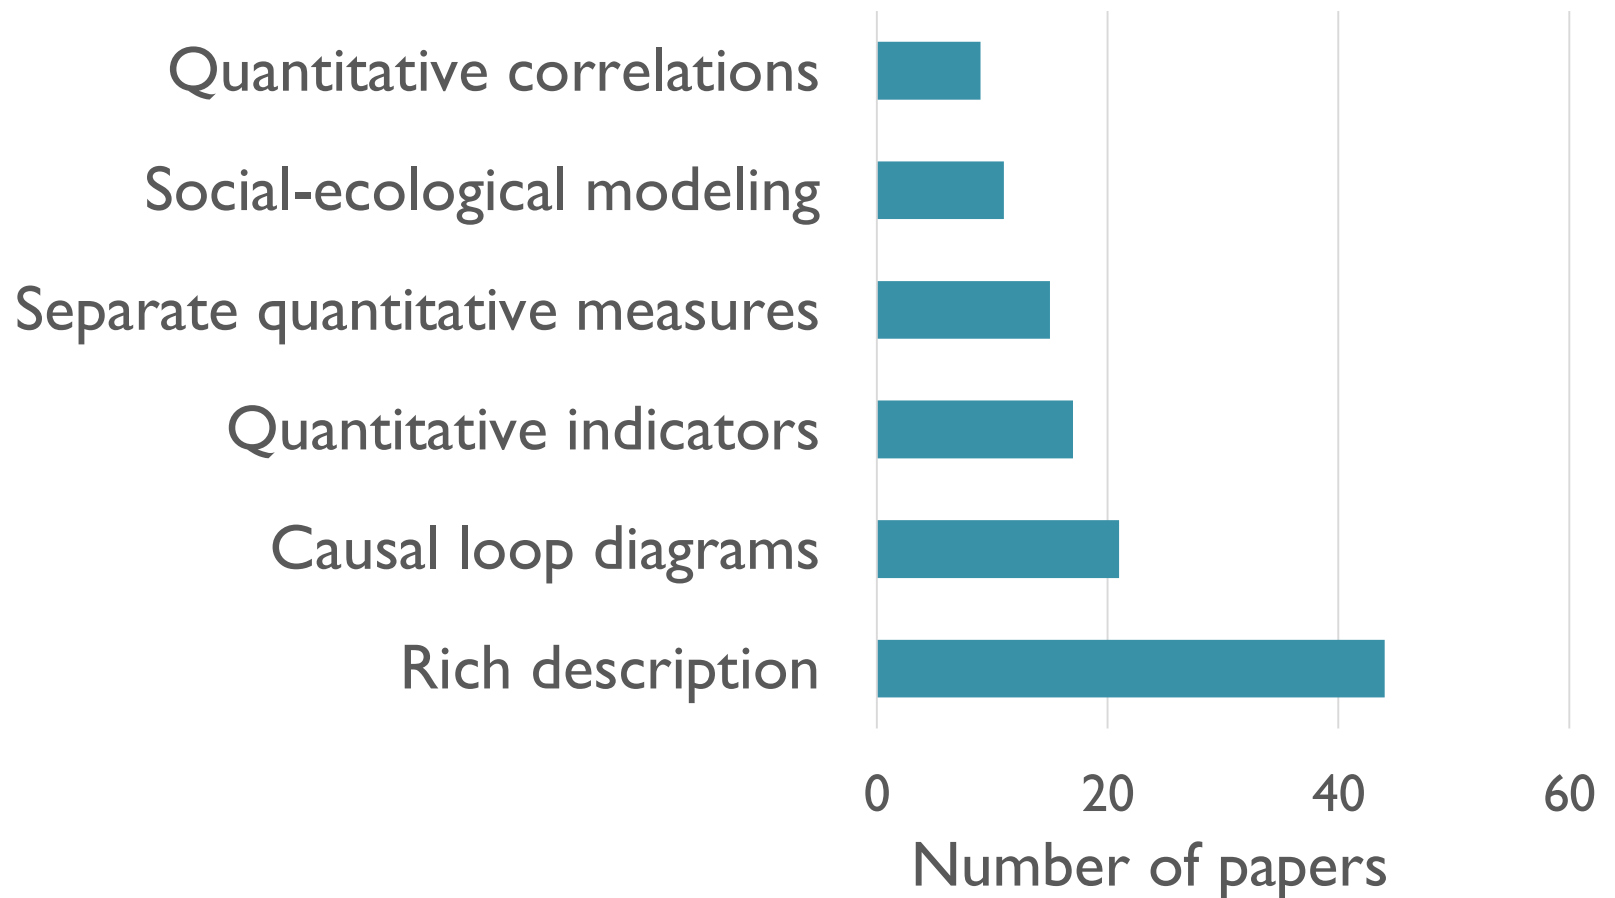 Quantitative correlations
Social-ecological modeling
Separate quantitative measures
Quantitative indicators
Causal loop diagrams
Rich description
0 20 40 60
Number of papers